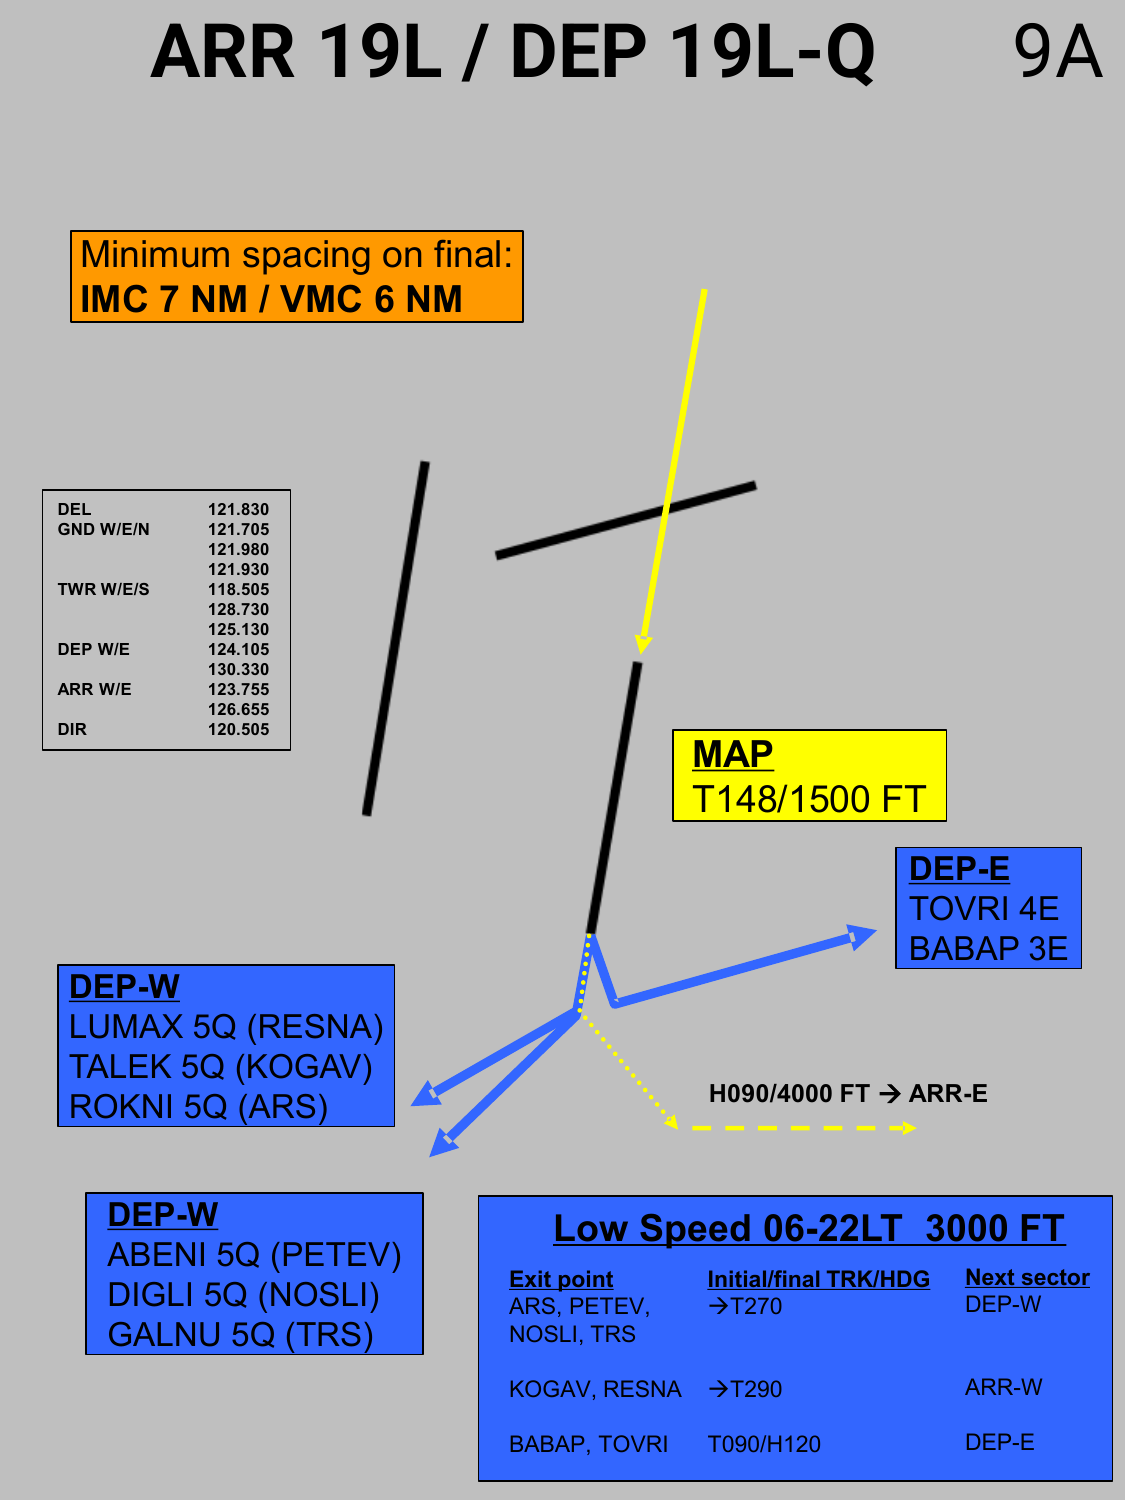 ARR 19L / DEP 19L-Q 9A
Minimum spacing on final:
IMC 7 NM / VMC 6 NM
DEL 121.830
GND W/E/N 121.705
121.980
121.930
TWR W/E/S 118.505
128.730
125.130
DEP W/E 124.105
130.330
ARR W/E 123.755
126.655
DIR 120.505
MAP
T148/1500 FT
DEP-E
TOVRI 4E
BABAP 3E
DEP-W
LUMAX 5Q (RESNA)
TALEK 5Q (KOGAV)
ROKNI 5Q (ARS)
H090/4000 FT → ARR-E
DEP-W
ABENI 5Q (PETEV)
DIGLI 5Q (NOSLI)
GALNU 5Q (TRS)
Low Speed 06-22LT 3000 FT
Exit point Initial/final TRK/HDG Next sector
ARS, PETEV, →T270 DEP-W
NOSLI, TRS
KOGAV, RESNA →T290 ARR-W
BABAP, TOVRI T090/H120 DEP-E